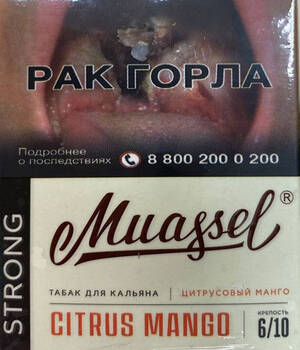 РАК ГОРЛА
Подробнее
о последствиях 8 800 200 0 200
STRONG
Muassel®
ТАБАК ДЛЯ КАЛЬЯНА | ЦИТРУСОВЫЙ МАНГО
CITRUS MANGO
КРЕПОСТЬ
6/10